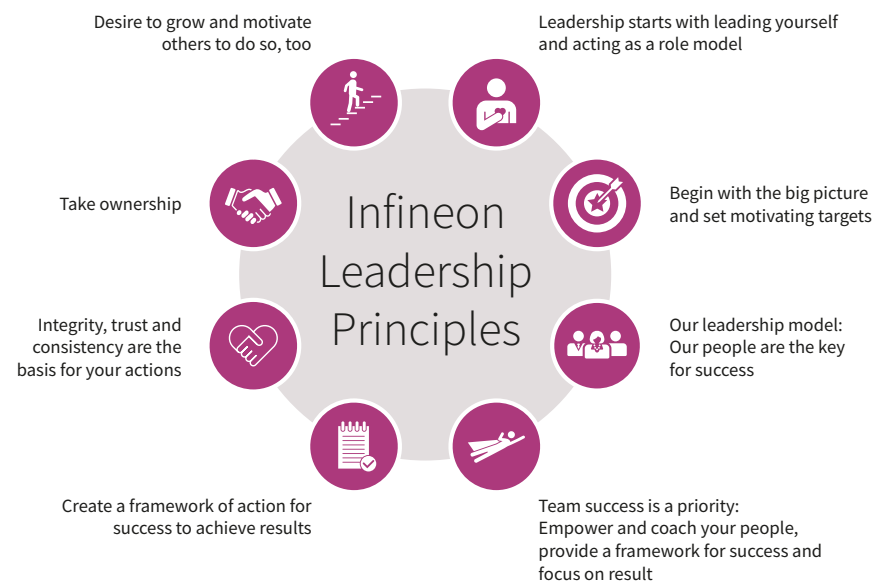 Desire to grow and motivate
others to do so, too
Leadership starts with leading yourself
and acting as a role model
Take ownership
Infineon
Leadership
Principles
Begin with the big picture
and set motivating targets
Integrity, trust and
consistency are the
basis for your actions
Our leadership model:
Our people are the key
for success
Create a framework of action for
success to achieve results
Team success is a priority:
Empower and coach your people,
provide a framework for success and
focus on result